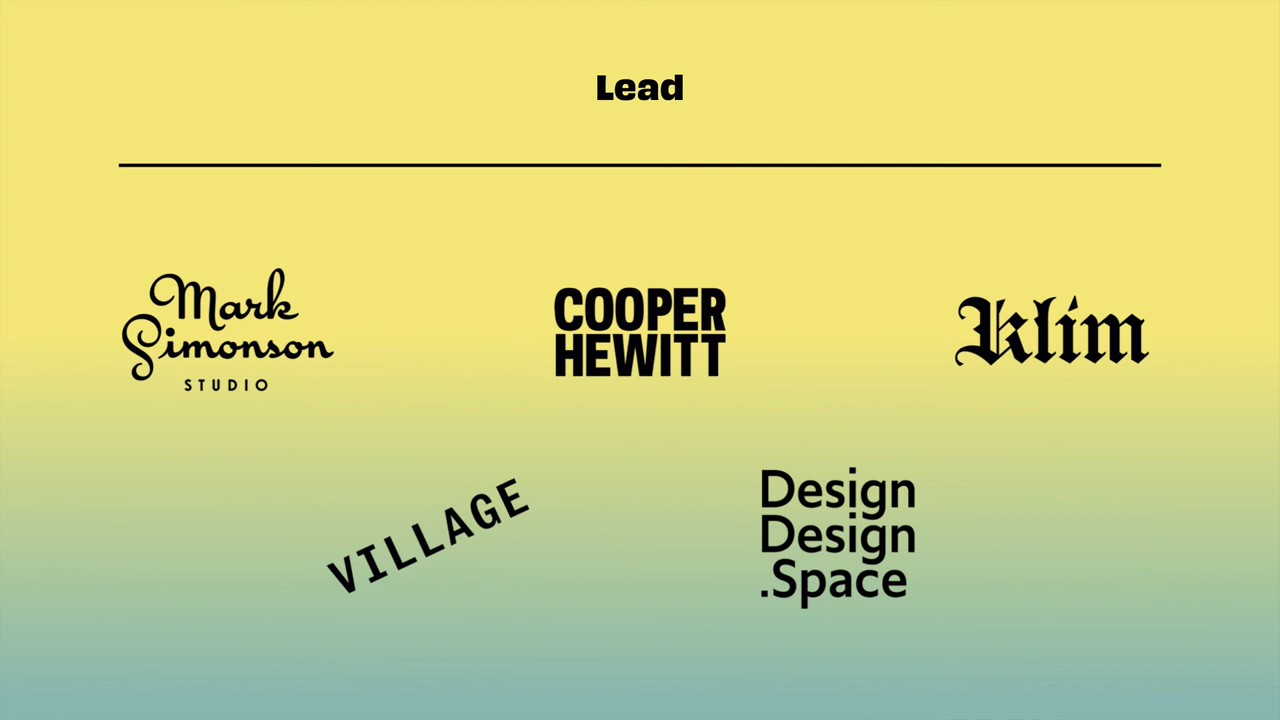 Lead
Mark
Simonson
STUDIO
COOPER
HEWITT
klim
VILLAGE
Design
Design
.Space